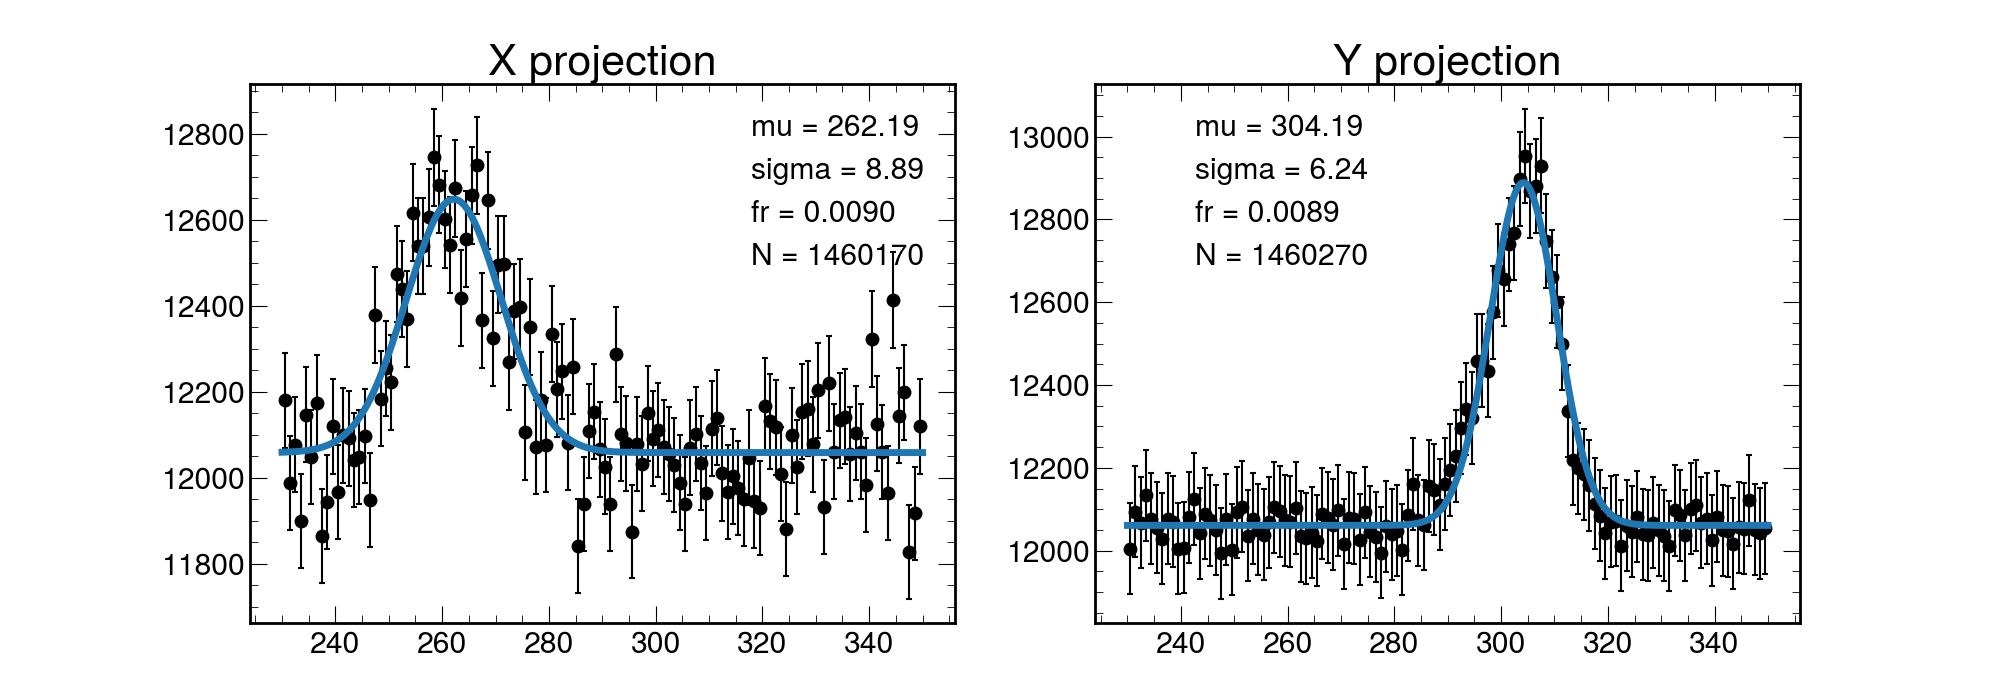 X projection
12800
12600
12400
12200
12000
11800
240 260 280 300 320 340
mu = 262.19
sigma = 8.89
fr = 0.0090
N = 1460170
Y projection
13000
12800
12600
12400
12200
12000
240 260 280 300 320 340
mu = 304.19
sigma = 6.24
fr = 0.0089
N = 1460270